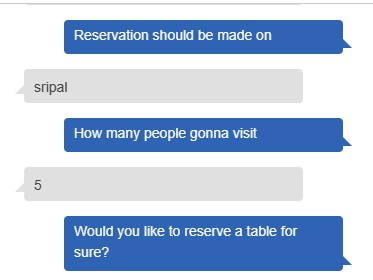 Reservation should be made on
sripal
How many people gonna visit
5
Would you like to reserve a table for
sure?